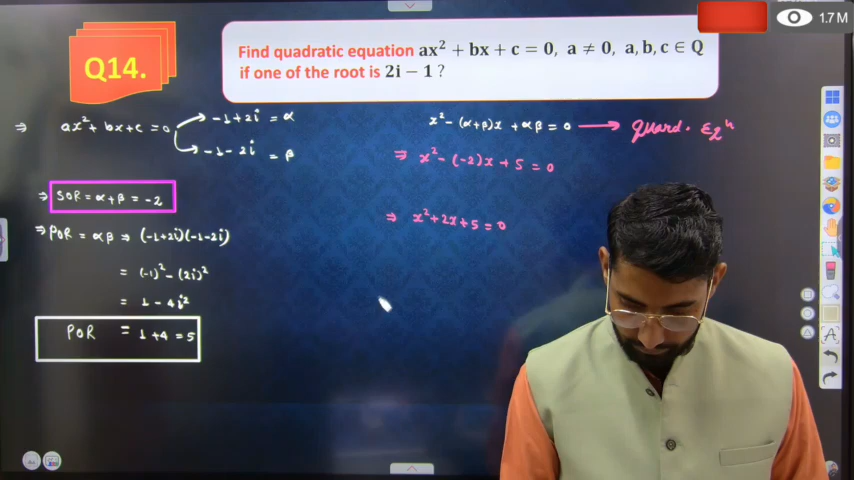 1.7 M
Q14.
Find quadratic equation ax² + bx + c = 0, a ≠ 0, a, b, c ∈ Q
if one of the root is 2i − 1 ?
⇒ ax² + bx + c = 0
-1 + 2i = α
-1 - 2i = β
⇒ SOR = α + β = -2
⇒ POR = αβ ⇒ (-1+2i)(-1-2i)
= (-1)² - (2i)²
= 1 - 4i²
POR = 1 + 4 = 5
x² - (α+β)x + αβ = 0 → quard. Eqⁿ
⇒ x² - (-2)x + 5 = 0
⇒ x² + 2x + 5 = 0